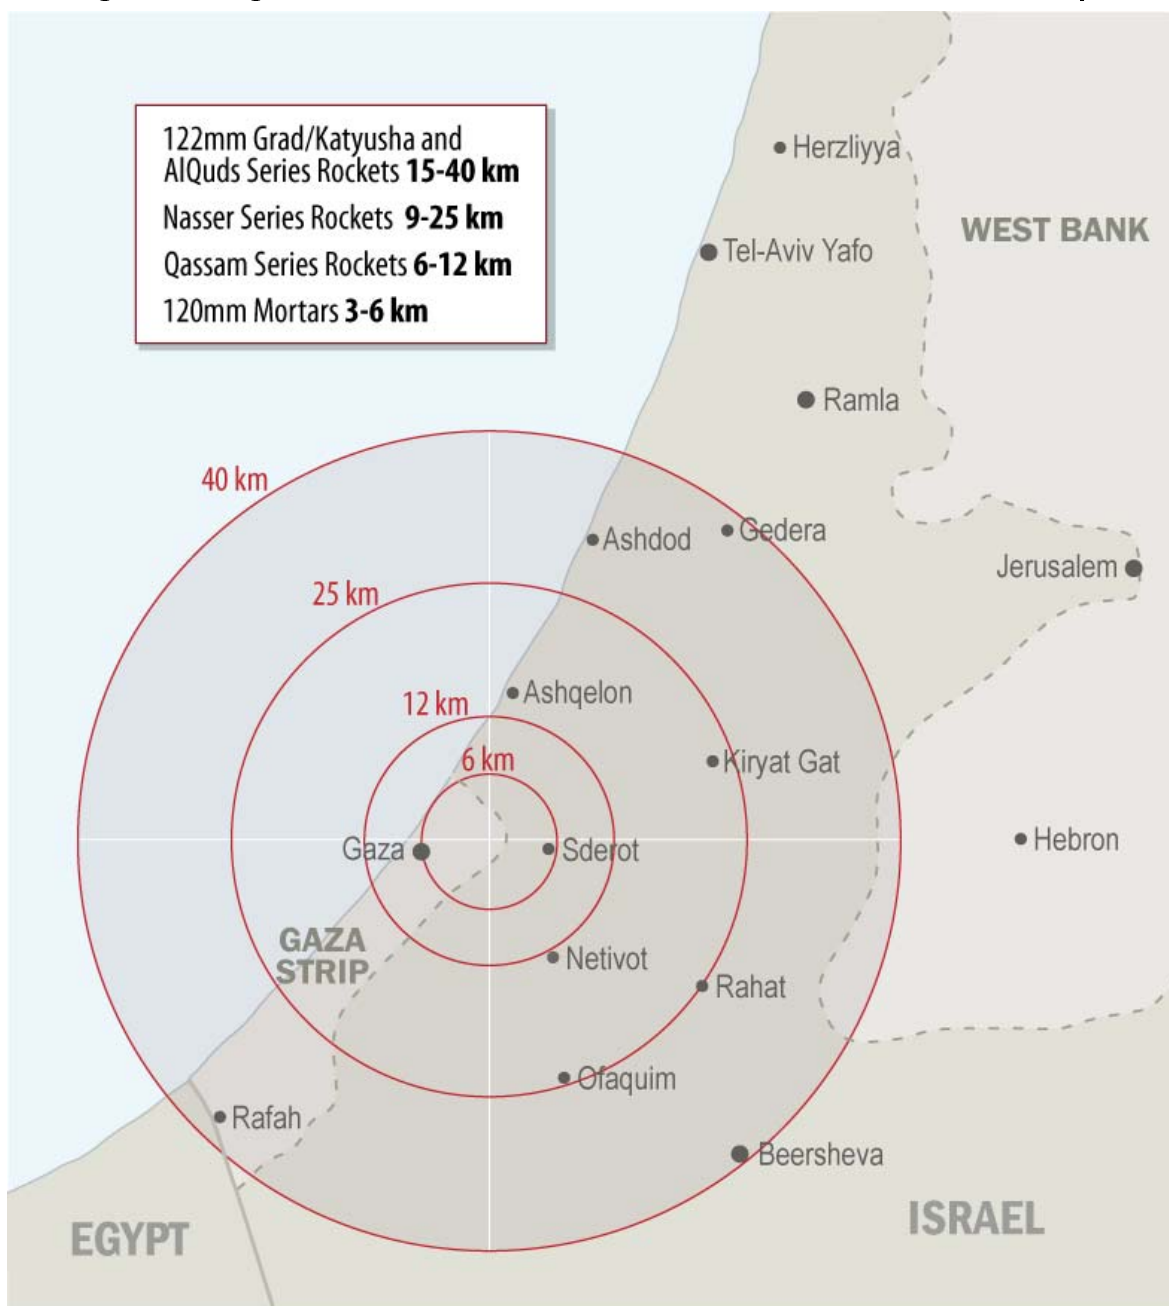 122mm Grad/Katyusha and
AlQuds Series Rockets 15-40 km
Nasser Series Rockets 9-25 km
Qassam Series Rockets 6-12 km
120mm Mortars 3-6 km
Herzliyya
WEST BANK
Tel-Aviv Yafo
Ramla
40 km
Gedera
Ashdod
Jerusalem
25 km
Ashqelon
12 km
6 km
Kiryat Gat
Hebron
Gaza
Sderot
GAZA
STRIP
Netivot
Rahat
Ofaquim
Rafah
Beersheva
ISRAEL
EGYPT